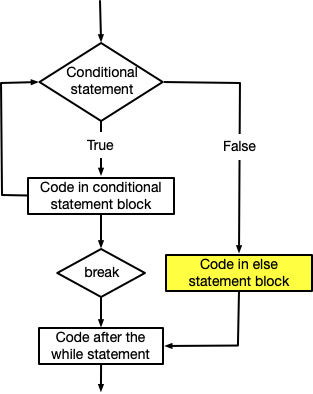 Conditional
statement
True
False
Code in conditional
statement block
break
Code in else
statement block
Code after the
while statement